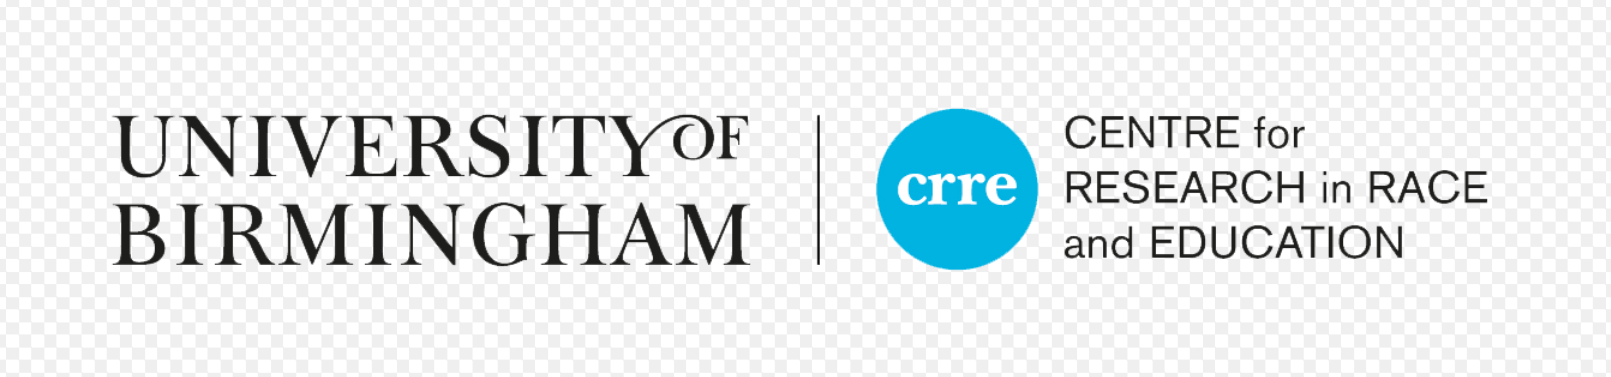 UNIVERSITY OF
BIRMINGHAM
crre
CENTRE for
RESEARCH in RACE
and EDUCATION